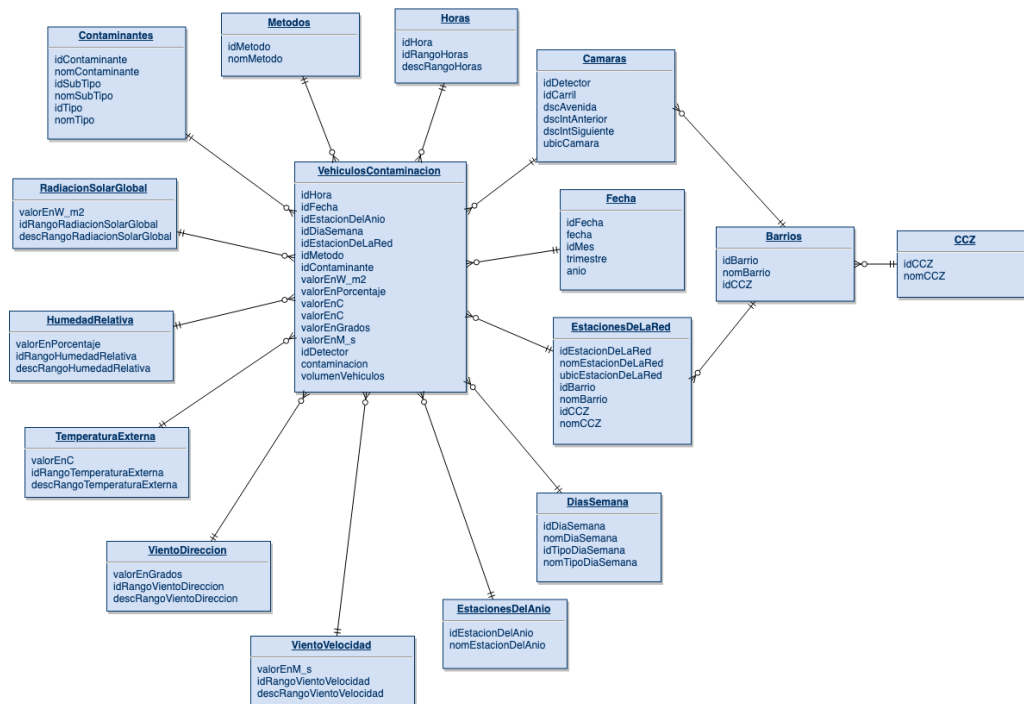 Contaminantes
idContaminante
nomContaminante
idSubTipo
nomSubTipo
idTipo
nomTipo
Metodos
idMetodo
nomMetodo
Horas
idHora
idRangoHoras
descRangoHoras
Camaras
idDetector
idCarril
dscAvenida
dscIntAnterior
dscIntSiguiente
ubicCamara
RadiacionSolarGlobal
valorEnW_m2
idRangoRadiacionSolarGlobal
descRangoRadiacionSolarGlobal
VehiculosContaminacion
idHora
idFecha
idEstacionDelAnio
idDiaSemana
idEstacionDeLaRed
idMetodo
idContaminante
valorEnW_m2
valorEnPorcentaje
valorEnC
valorEnC
valorEnGrados
valorEnM_s
idDetector
contaminacion
volumenVehiculos
Fecha
idFecha
fecha
idMes
trimestre
anio
Barrios
idBarrio
nomBarrio
idCCZ
CCZ
idCCZ
nomCCZ
HumedadRelativa
valorEnPorcentaje
idRangoHumedadRelativa
descRangoHumedadRelativa
EstacionesDeLaRed
idEstacionDeLaRed
nomEstacionDeLaRed
ubicEstacionDeLaRed
idBarrio
nomBarrio
idCCZ
nomCCZ
TemperaturaExterna
valorEnC
idRangoTemperaturaExterna
descRangoTemperaturaExterna
DiasSemana
idDiaSemana
nomDiaSemana
idTipoDiaSemana
nomTipoDiaSemana
VientoDireccion
valorEnGrados
idRangoVientoDireccion
descRangoVientoDireccion
EstacionesDelAnio
idEstacionDelAnio
nomEstacionDelAnio
VientoVelocidad
valorEnM_s
idRangoVientoVelocidad
descRangoVientoVelocidad